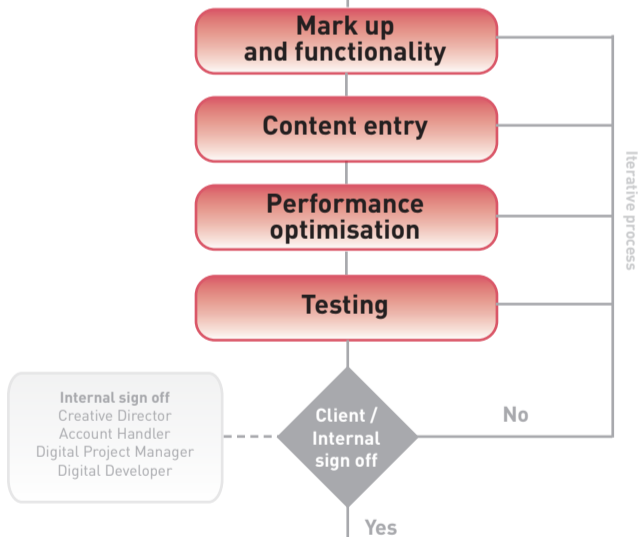 Mark up
and functionality
Content entry
Performance
optimisation
Testing
Iterative process
Internal sign off
Creative Director
Account Handler
Digital Project Manager
Digital Developer
Client /
Internal
sign off
No
Yes